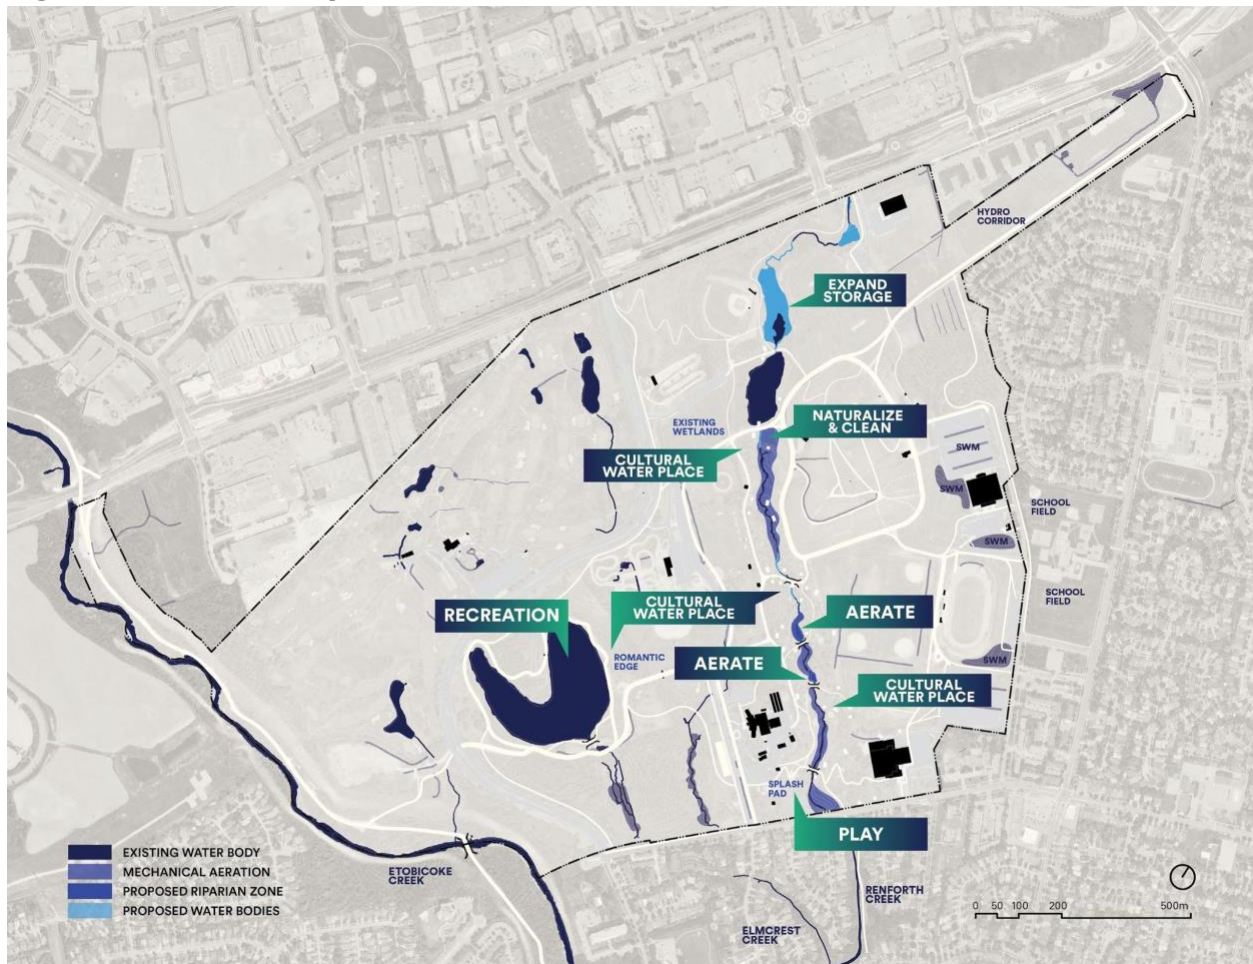 HYDRO
CORRIDOR
EXPAND
STORAGE
NATURALIZE
& CLEAN
EXISTING
WETLANDS
CULTURAL
WATER PLACE
SWM
SWM
SCHOOL
FIELD
SWM
SCHOOL
FIELD
RECREATION
CULTURAL
WATER PLACE
AERATE
ROMANTIC
EDGE
AERATE
SWM
CULTURAL
WATER PLACE
SPLASH
PAD
PLAY
EXISTING WATER BODY
MECHANICAL AERATION
PROPOSED RIPARIAN ZONE
PROPOSED WATER BODIES
ETOBICOKE
CREEK
RENFORTH
CREEK
ELMCREST
CREEK
0 50 100 200 500m